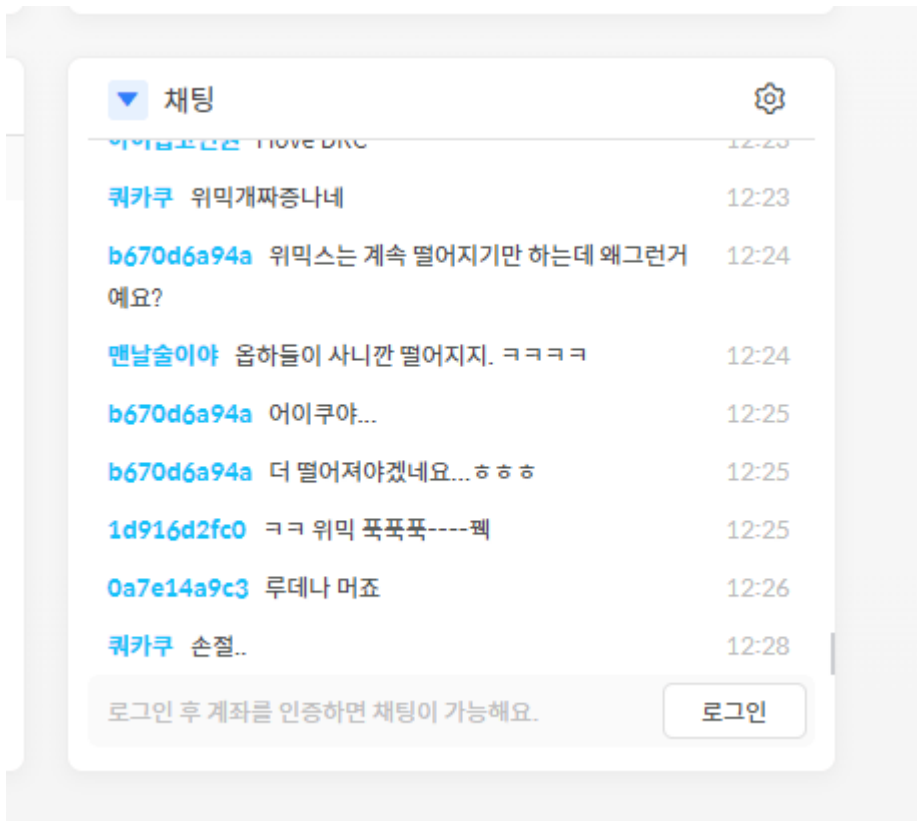 채팅
I love DRC 12:23
쿼카쿠 위믹개짜증나네 12:23
b670d6a94a 위믹스는 계속 떨어지기만 하는데 왜그런거 12:24
예요?
맨날술이야 옵하들이 사니깐 떨어지지. ㅋㅋㅋㅋ 12:24
b670d6a94a 어이쿠야... 12:25
b670d6a94a 더 떨어져야겠네요...ㅎㅎㅎ 12:25
1d916d2fc0 ㅋㅋ 위믹 푹푹푹----꿱 12:25
0a7e14a9c3 루데나 머죠 12:26
쿼카쿠 손절.. 12:28
로그인 후 계좌를 인증하면 채팅이 가능해요.
로그인